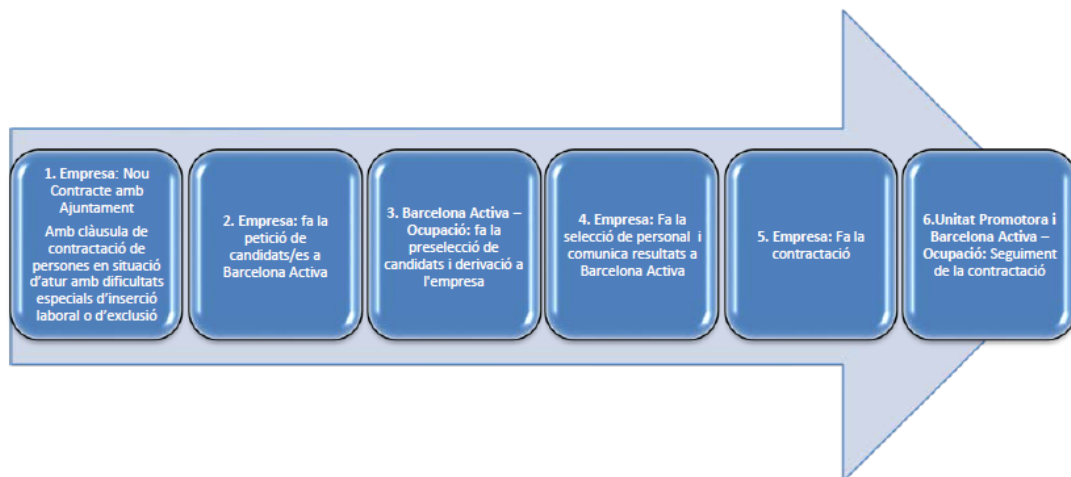 1. Empresa: Nou
Contracte amb
Ajuntament
Amb clàusula de
contractació de
persones en situació
d'atur amb dificultats
especials d'inserció
laboral o d'exclusió
2. Empresa: fa la
petició de
candidats/es a
Barcelona Activa
3. Barcelona Activa –
Ocupació: fa la
preselecció de
candidats i derivació a
l'empresa
4. Empresa: Fa la
selecció de personal i
comunica resultats a
Barcelona Activa
5. Empresa: Fa la
contractació
6.Unitat Promotora i
Barcelona Activa –
Ocupació: Seguiment
de la contractació